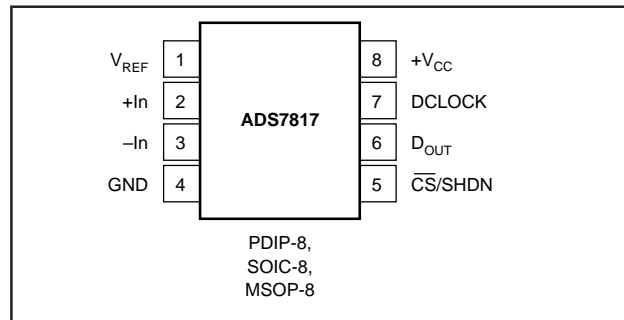 V_REF 1 8 +V_CC
+In 2 7 DCLOCK
ADS7817
–In 3 6 D_OUT
GND 4 5 C̅S̅/SHDN
PDIP-8,
SOIC-8,
MSOP-8